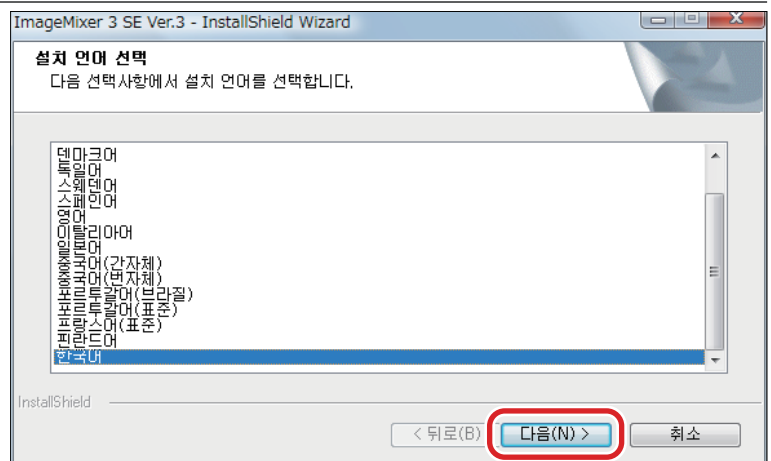 ImageMixer 3 SE Ver.3 - InstallShield Wizard
설치 언어 선택
다음 선택사항에서 설치 언어를 선택합니다.
덴마크어
독일어
스웨덴어
스페인어
영어
이탈리아어
일본어
중국어(간자체)
중국어(번자체)
포르투갈어(브라질)
포르투갈어(표준)
프랑스어(표준)
핀란드어
한국어
InstallShield
< 뒤로(B) 다음(N) > 취소